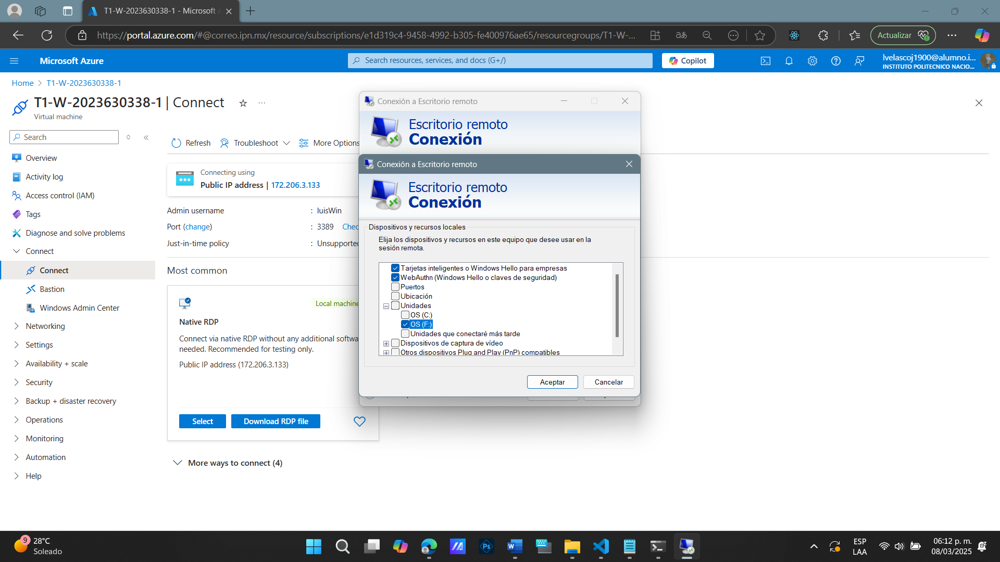 T1-W-2023630338-1 - Microsoft A
https://portal.azure.com/#@correo.ipn.mx/resource/subscriptions/e1d319c4-9458-4992-b305-fe400976ae65/resourcegroups/T1-W-...
Actualizar
Microsoft Azure
Search resources, services, and docs (G+/)
Copilot
lvelascoj1900@alumno.i...
INSTITUTO POLITECNICO NACIO...
Home > T1-W-2023630338-1
T1-W-2023630338-1 | Connect
Virtual machine
Search
Overview
Activity log
Access control (IAM)
Tags
Diagnose and solve problems
Connect
Connect
Bastion
Windows Admin Center
Networking
Settings
Availability + scale
Security
Backup + disaster recovery
Operations
Monitoring
Automation
Help
Refresh
Troubleshoot
More Options
Connecting using
Public IP address | 172.206.3.133
Admin username : luisWin
Port (change) : 3389 Chec
Just-in-time policy : Unsupported
Most common
Local machine
Native RDP
Connect via native RDP without any additional softwa
needed. Recommended for testing only.
Public IP address (172.206.3.133)
Select
Download RDP file
More ways to connect (4)
Conexión a Escritorio remoto
Escritorio remoto
Conexión
Conexión a Escritorio remoto
Escritorio remoto
Conexión
Dispositivos y recursos locales
Elija los dispositivos y recursos en este equipo que desee usar en la
sesión remota.
Tarjetas inteligentes o Windows Hello para empresas
WebAuthn (Windows Hello o claves de seguridad)
Puertos
Ubicación
Unidades
OS (C:)
OS (F:)
Unidades que conectaré más tarde
Dispositivos de captura de vídeo
Otros dispositivos Plug and Play (PnP) compatibles
Aceptar
Cancelar
9
28°C
Soleado
ESP
LAA
06:12 p. m.
08/03/2025